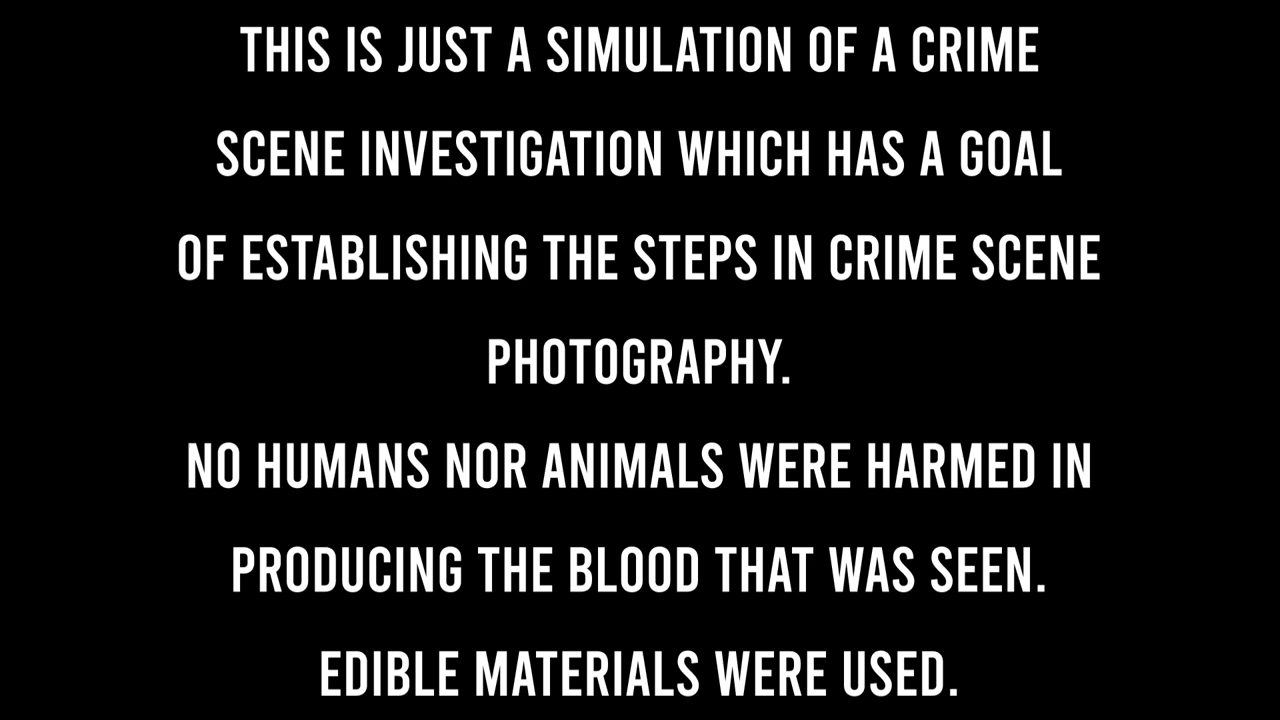 THIS IS JUST A SIMULATION OF A CRIME
SCENE INVESTIGATION WHICH HAS A GOAL
OF ESTABLISHING THE STEPS IN CRIME SCENE
PHOTOGRAPHY.
NO HUMANS NOR ANIMALS WERE HARMED IN
PRODUCING THE BLOOD THAT WAS SEEN.
EDIBLE MATERIALS WERE USED.